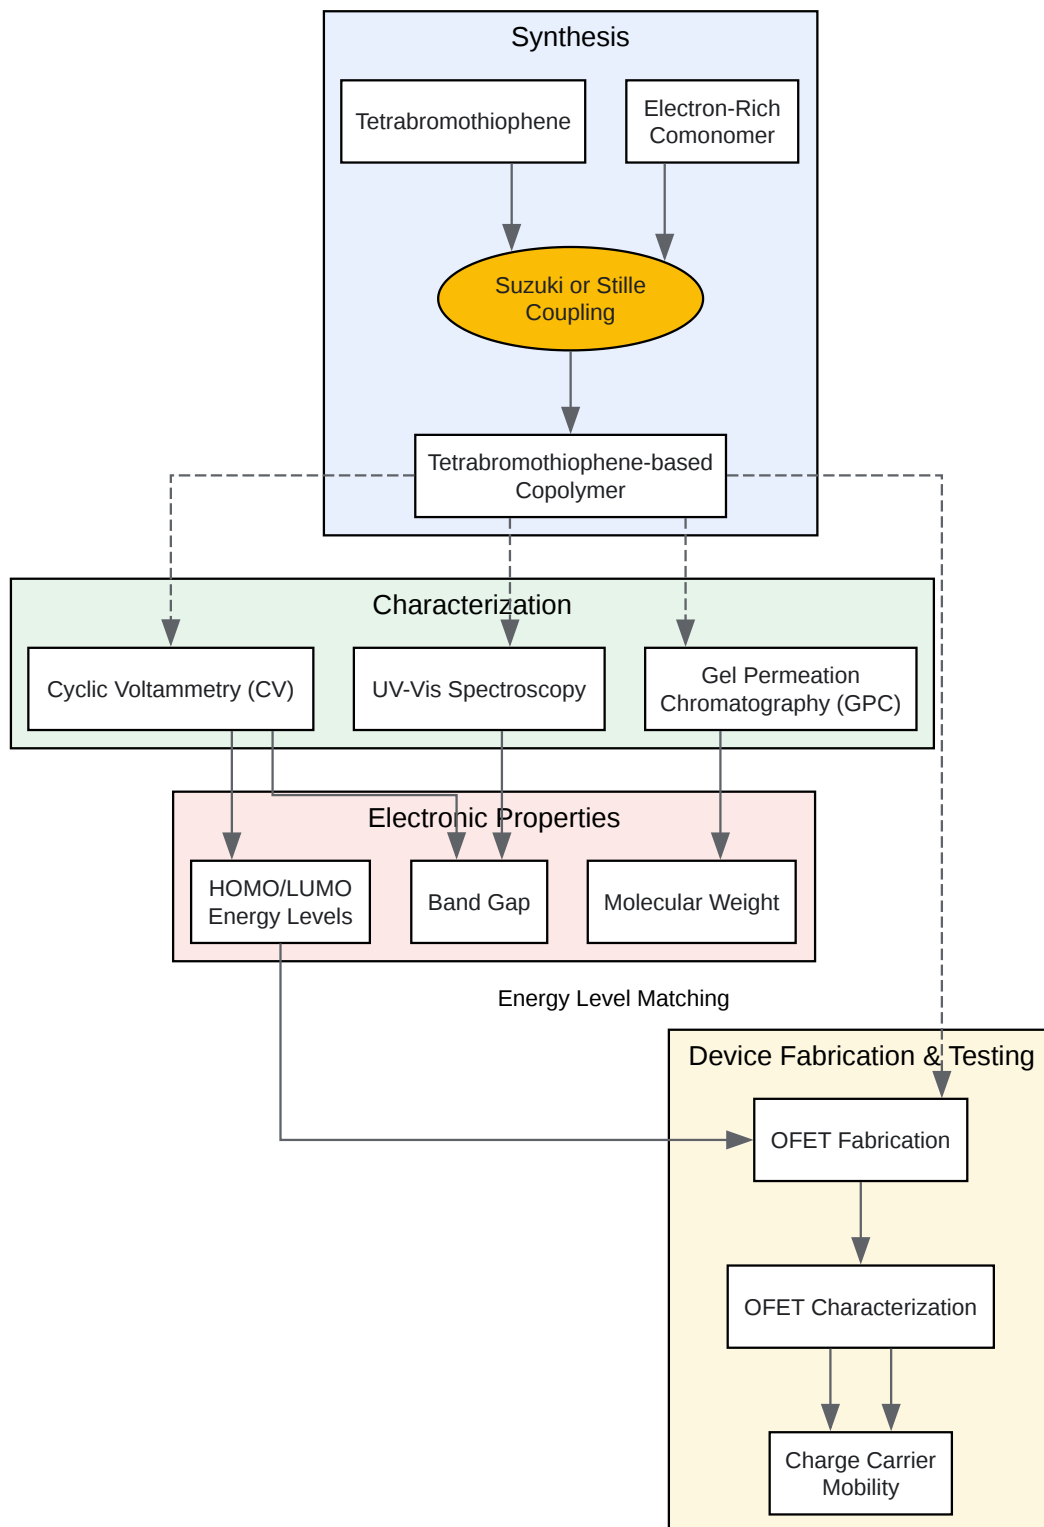 Synthesis
Tetrabromothiophene
Electron-Rich
Comonomer
Suzuki or Stille
Coupling
Tetrabromothiophene-based
Copolymer
Characterization
Cyclic Voltammetry (CV)
UV-Vis Spectroscopy
Gel Permeation
Chromatography (GPC)
Electronic Properties
HOMO/LUMO
Energy Levels
Band Gap
Molecular Weight
Energy Level Matching
Device Fabrication & Testing
OFET Fabrication
OFET Characterization
Charge Carrier
Mobility